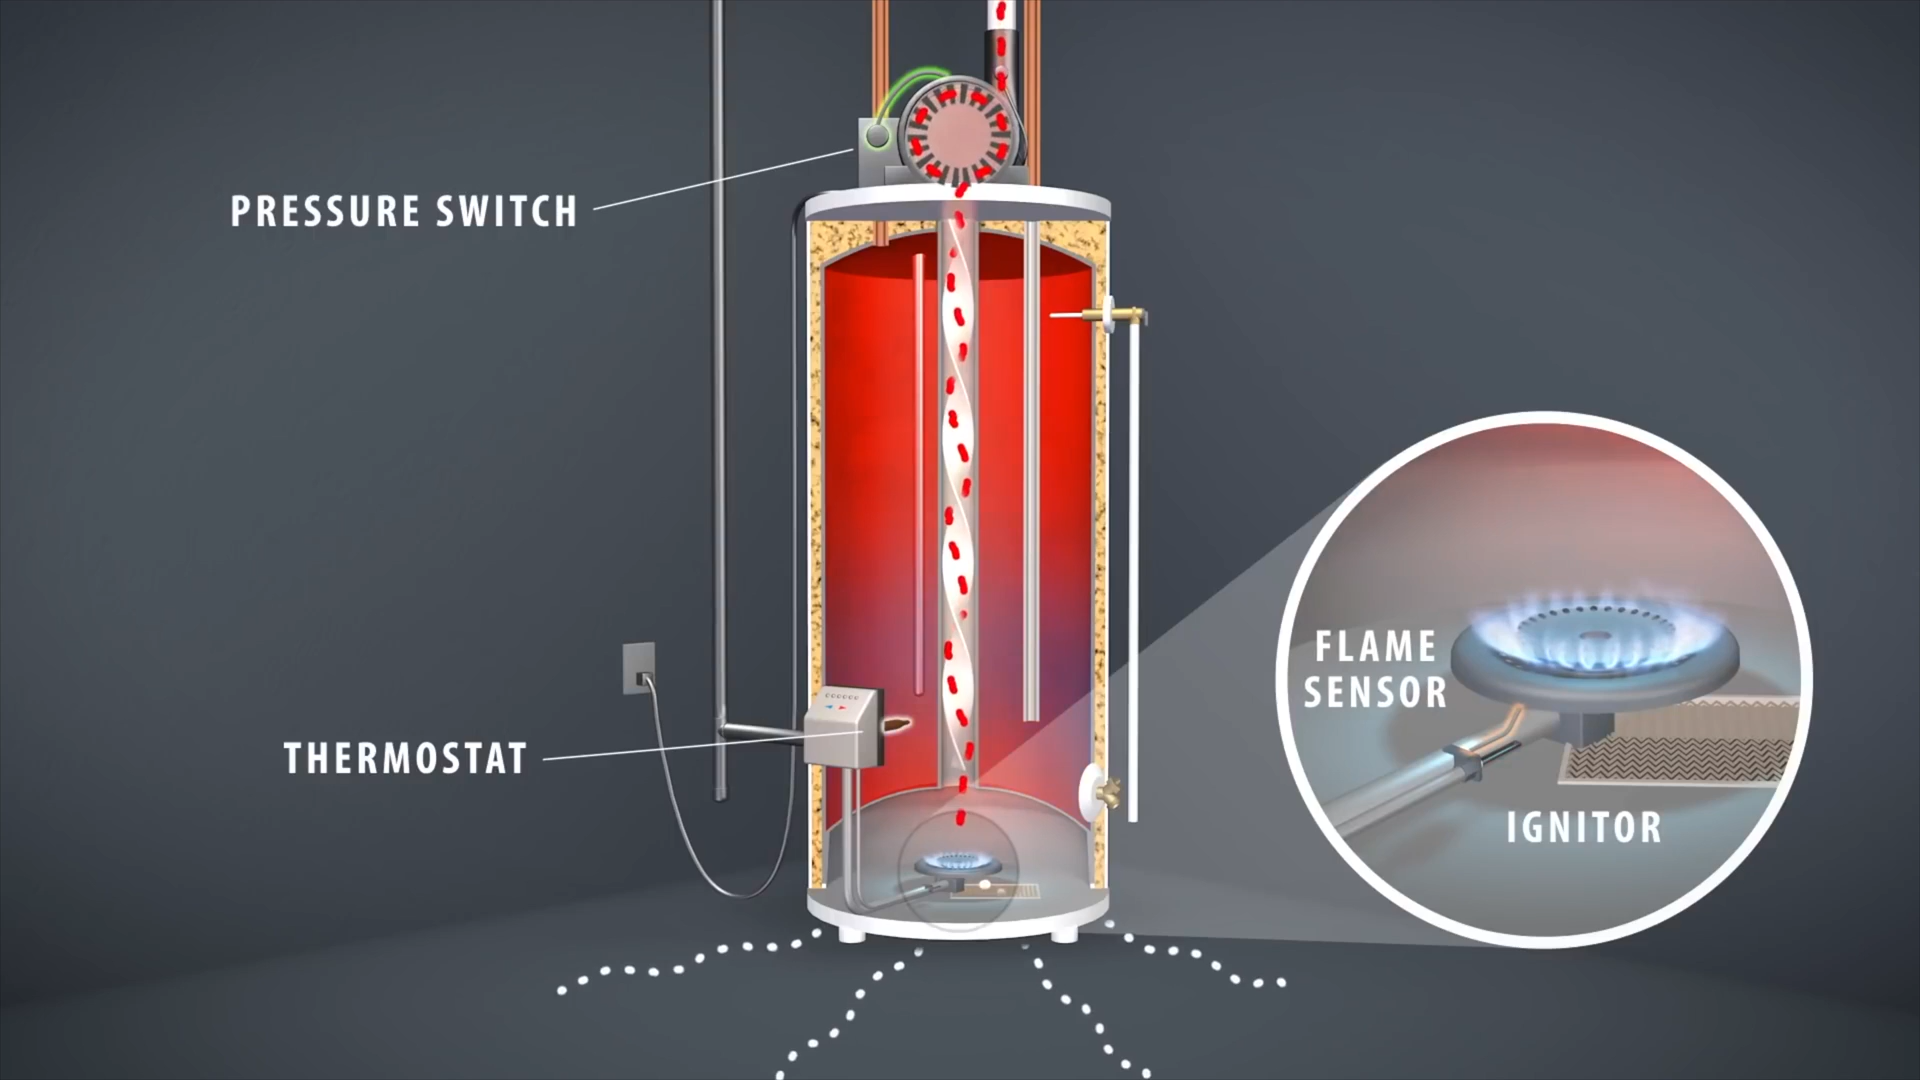 PRESSURE SWITCH
THERMOSTAT
FLAME
SENSOR
IGNITOR